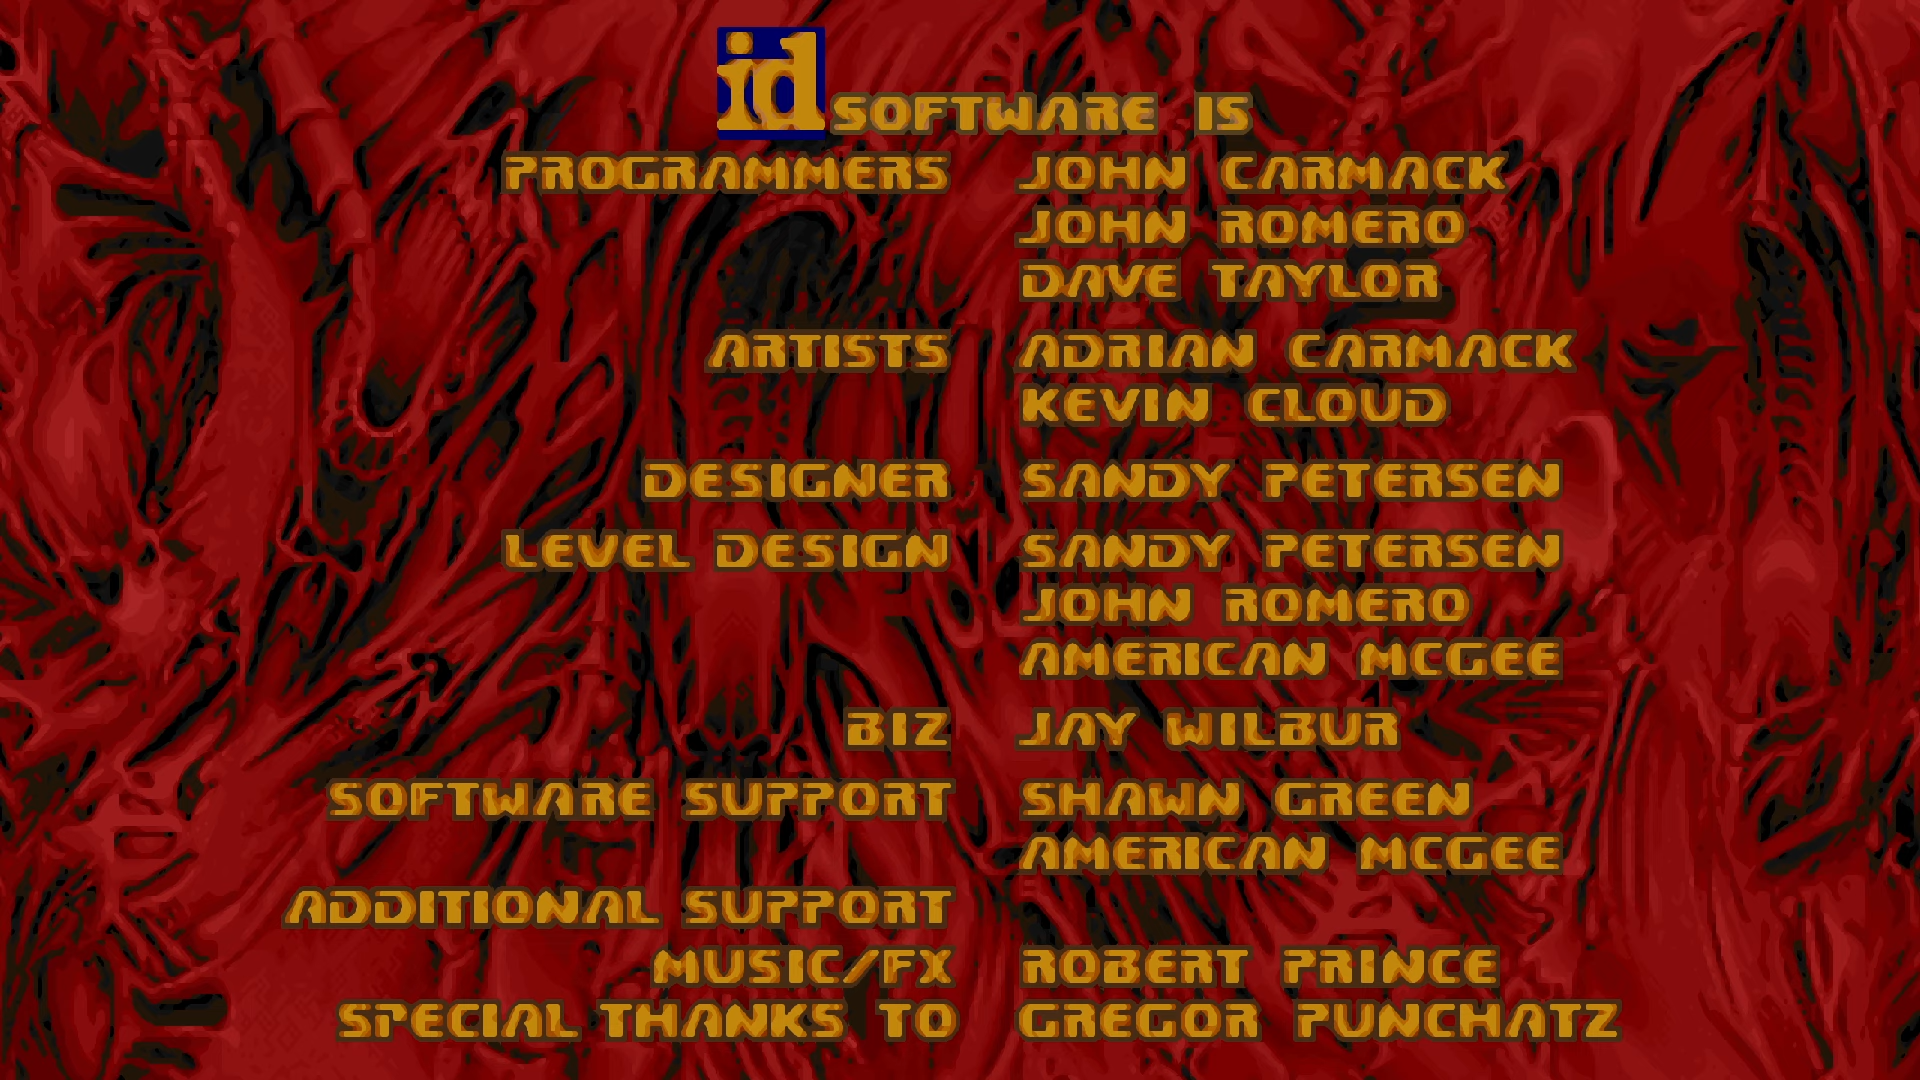 id SOFTWARE IS
PROGRAMMERS JOHN CARMACK
JOHN ROMERO
DAVE TAYLOR
ARTISTS ADRIAN CARMACK
KEVIN CLOUD
DESIGNER SANDY PETERSEN
LEVEL DESIGN SANDY PETERSEN
JOHN ROMERO
AMERICAN MCGEE
BIZ JAY WILBUR
SOFTWARE SUPPORT SHAWN GREEN
AMERICAN MCGEE
ADDITIONAL SUPPORT
MUSIC/FX ROBERT PRINCE
SPECIAL THANKS TO GREGOR PUNCHATZ